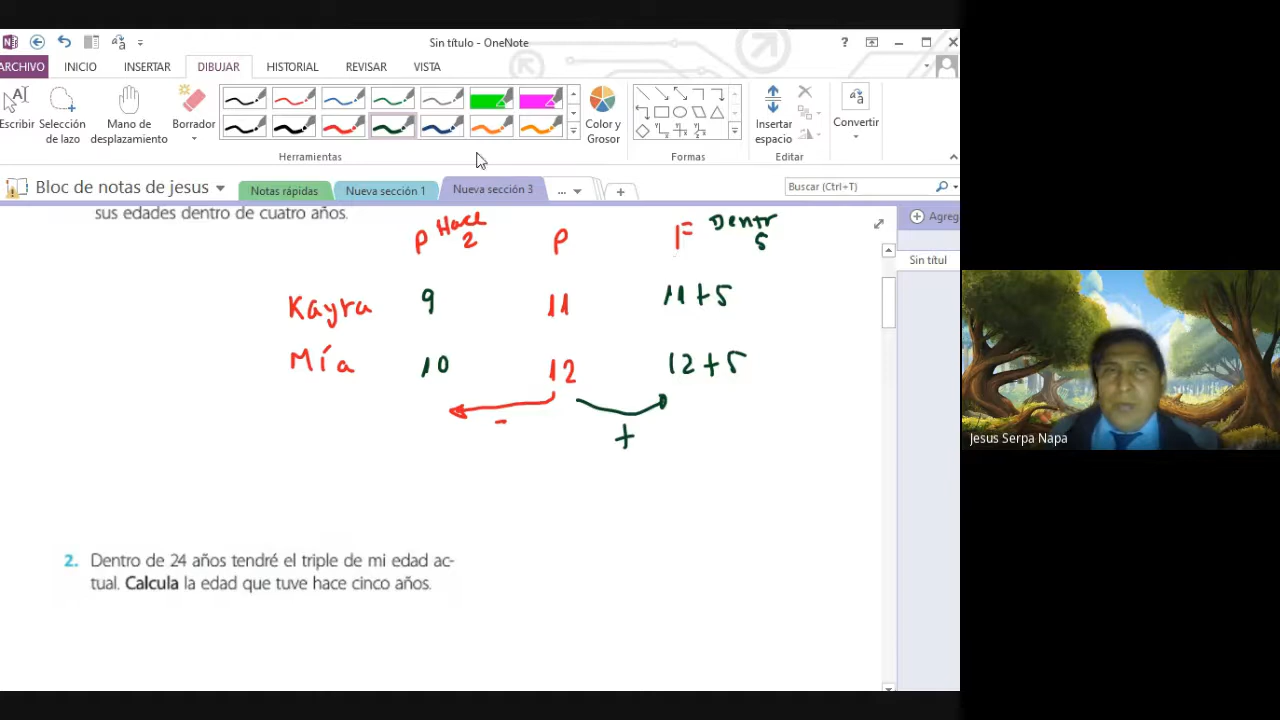 Sin título - OneNote
ARCHIVO INICIO INSERTAR DIBUJAR HISTORIAL REVISAR VISTA
Escribir Selección de lazo Mano de desplazamiento Borrador Color y Grosor Insertar espacio Convertir
Herramientas Formas Editar
Bloc de notas de jesus Notas rápidas Nueva sección 1 Nueva sección 3 ... Buscar (Ctrl+T)
sus edades dentro de cuatro años.
Agreg
Sin títul
P Hace 2 P F Dentr 5
Kayra 9 11 11+5
Mía 10 12 12+5
- +
Jesus Serpa Napa
2. Dentro de 24 años tendré el triple de mi edad ac-
tual. Calcula la edad que tuve hace cinco años.